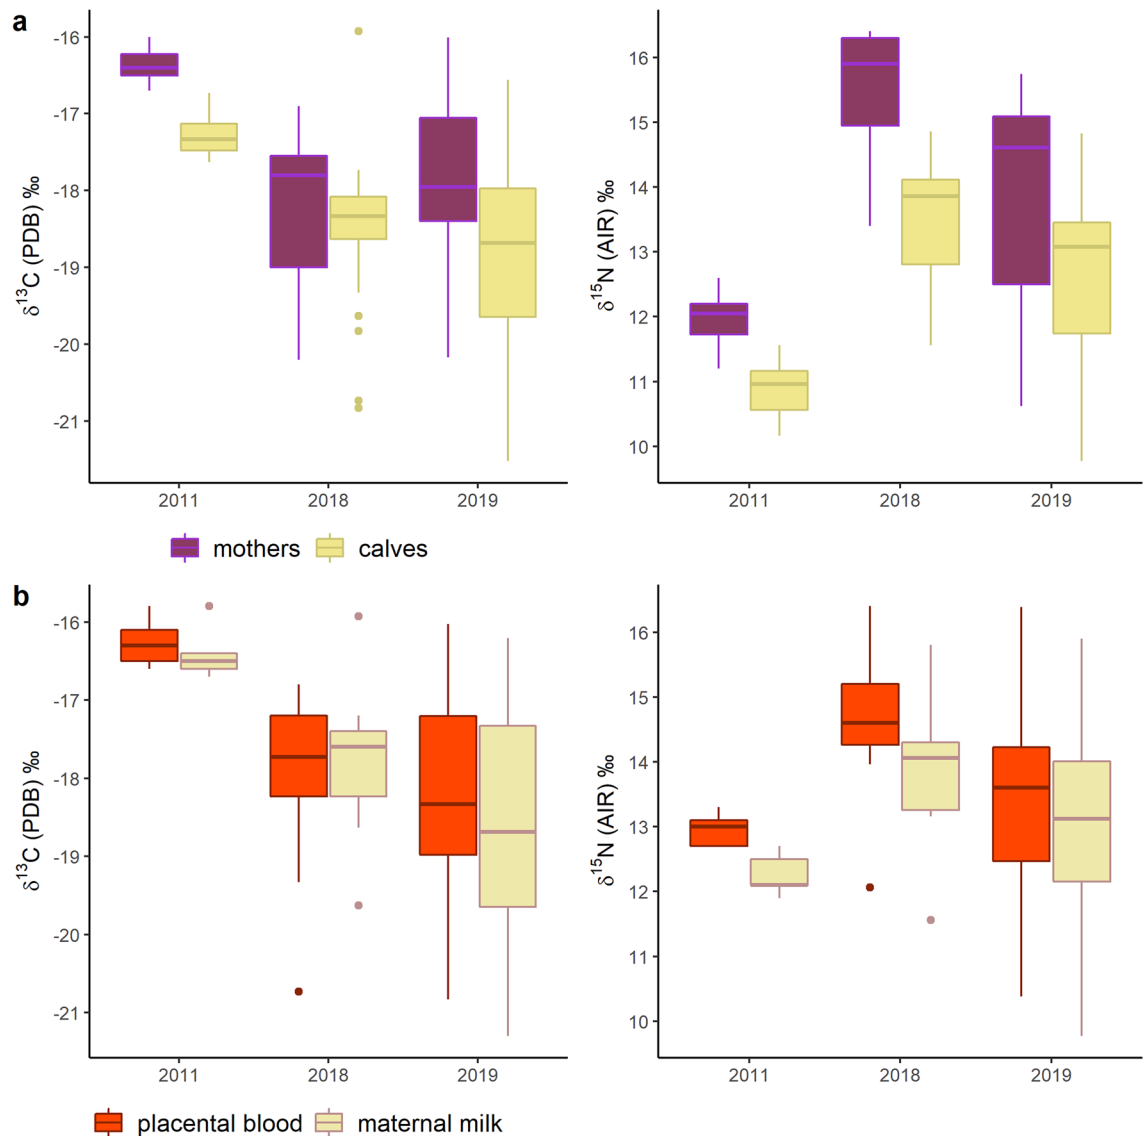 a
δ13C (PDB) ‰
-16
-17
-18
-19
-20
-21
2011 2018 2019
δ15N (AIR) ‰
16
15
14
13
12
11
10
2011 2018 2019
mothers calves
b
δ13C (PDB) ‰
-16
-17
-18
-19
-20
-21
2011 2018 2019
δ15N (AIR) ‰
16
15
14
13
12
11
10
2011 2018 2019
placental blood maternal milk